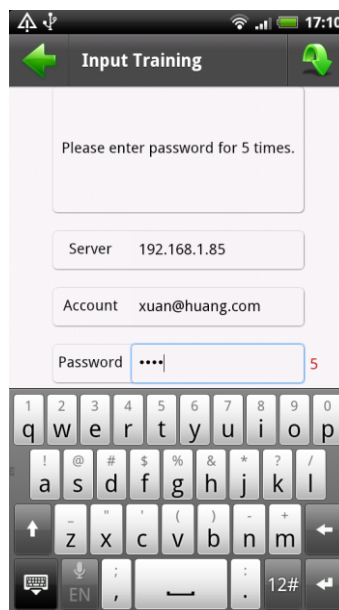 17:10
Input Training
Please enter password for 5 times.
Server 192.168.1.85
Account xuan@huang.com
Password •••• 5
1 2 3 4 5 6 7 8 9 0
q w e r t y u i o p
! @ # $ % & * ? /
a s d f g h j k l
_ " ' ( ) - +
z x c v b n m
EN ; , : . 12#